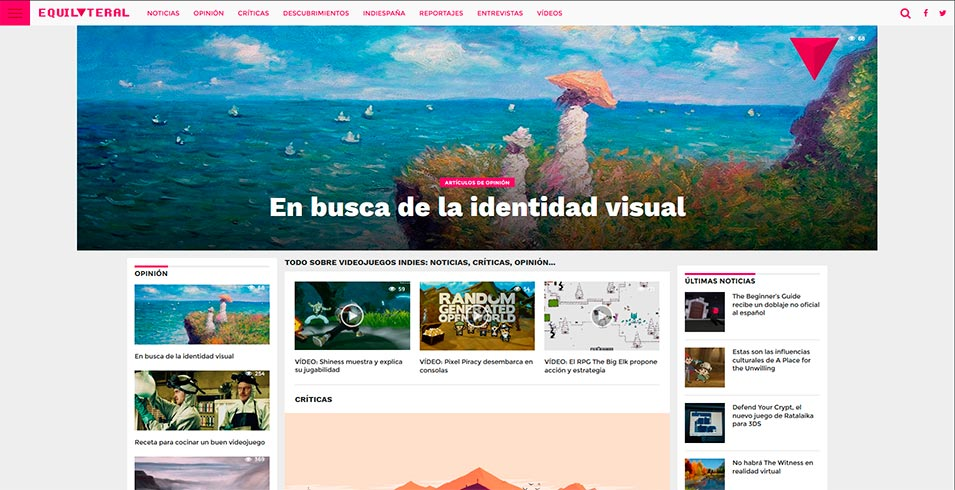 EQUIL▼TERAL NOTICIAS OPINIÓN CRÍTICAS DESCUBRIMIENTOS INDIESPAÑA REPORTAJES ENTREVISTAS VÍDEOS
68
ARTÍCULOS DE OPINIÓN
En busca de la identidad visual
OPINIÓN
En busca de la identidad visual
254
Receta para cocinar un buen videojuego
369
TODO SOBRE VIDEOJUEGOS INDIES: NOTICIAS, CRÍTICAS, OPINIÓN...
59
VÍDEO: Shiness muestra y explica
su jugabilidad
54
RANDOM
GENERATED
OPEN WORLD
VÍDEO: Pixel Piracy desembarca en
consolas
VÍDEO: El RPG The Big Elk propone
acción y estrategia
CRÍTICAS
ÚLTIMAS NOTICIAS
The Beginner's Guide
recibe un doblaje no oficial
al español
Estas son las influencias
culturales de A Place for
the Unwilling
Defend Your Crypt, el
nuevo juego de Ratalaika
para 3DS
No habrá The Witness en
realidad virtual